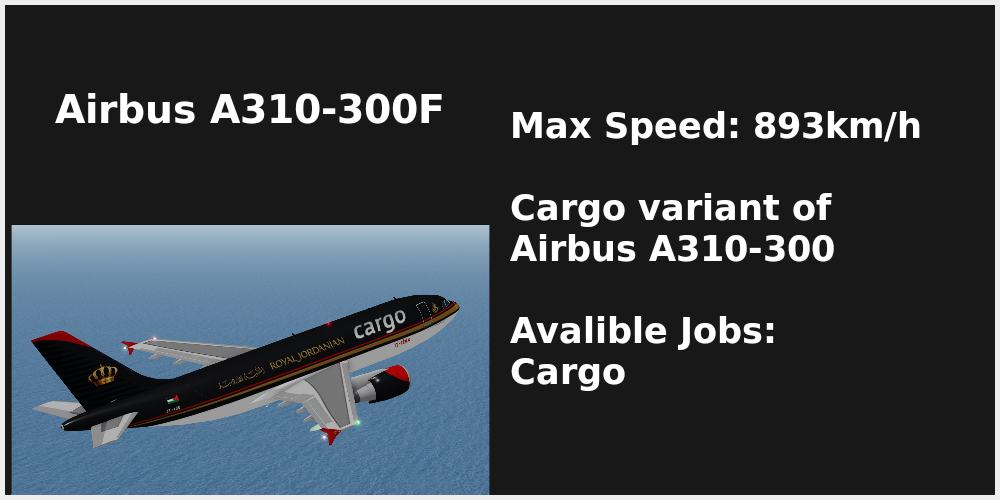 Airbus A310-300F
Max Speed: 893km/h
Cargo variant of
Airbus A310-300
Avalible Jobs:
Cargo
cargo
ROYAL JORDANIAN